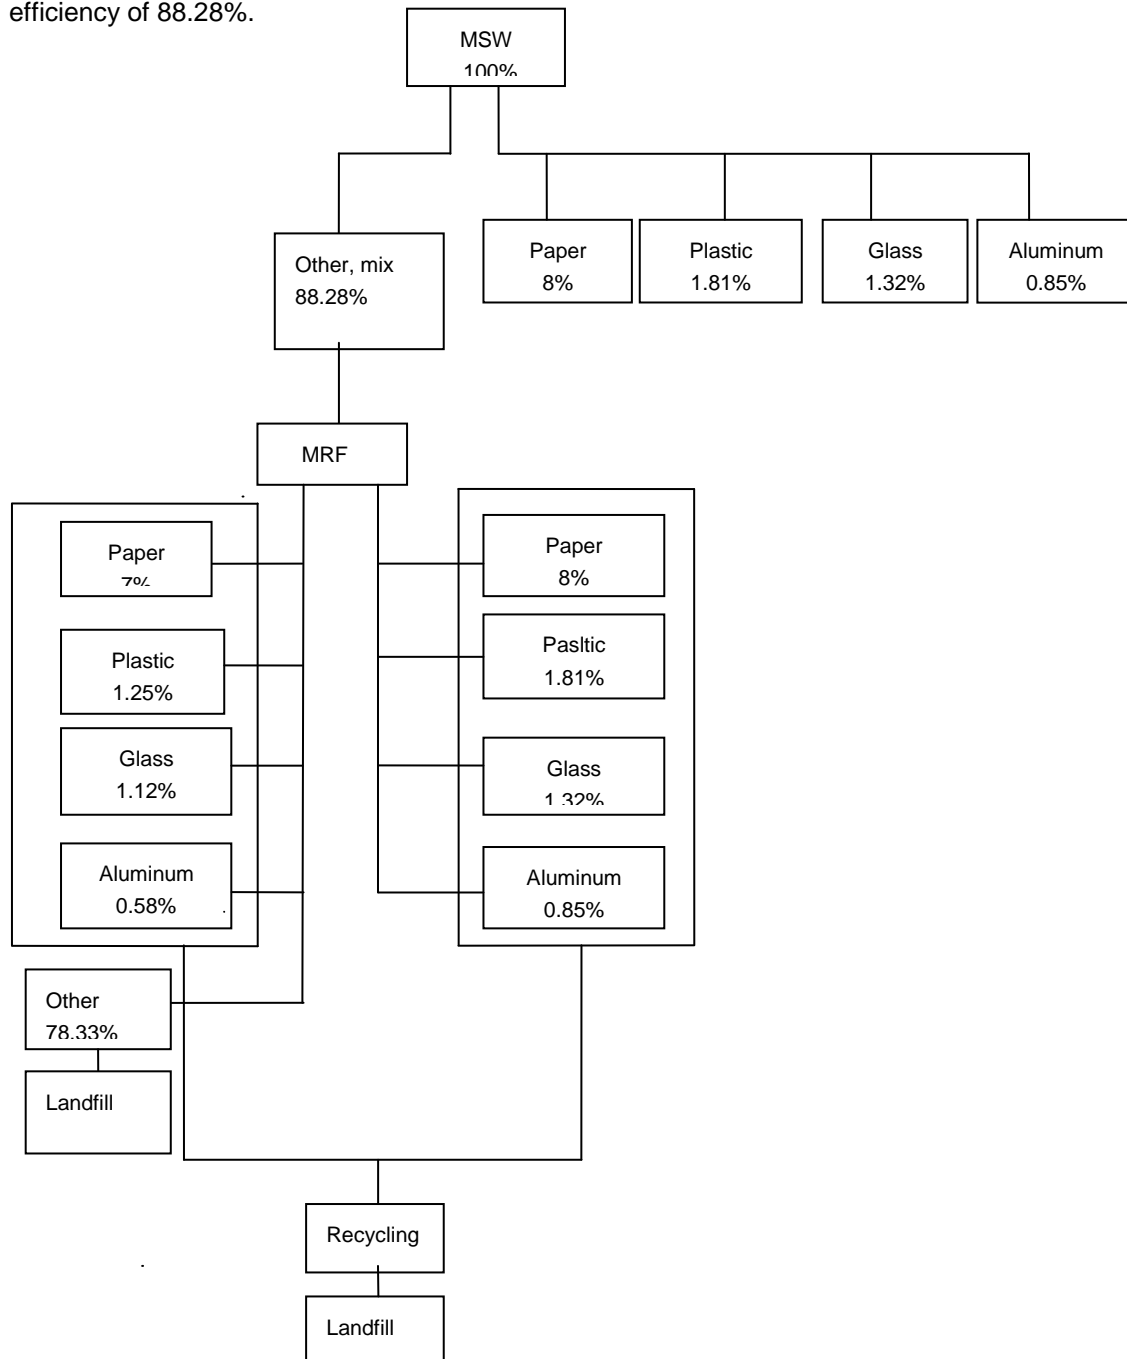 efficiency of 88.28%.
MSW
100%
Other, mix
88.28%
Paper
8%
Plastic
1.81%
Glass
1.32%
Aluminum
0.85%
MRF
Paper
7%
Plastic
1.25%
Glass
1.12%
Aluminum
0.58%
Other
78.33%
Landfill
Paper
8%
Pasltic
1.81%
Glass
1.32%
Aluminum
0.85%
Recycling
Landfill